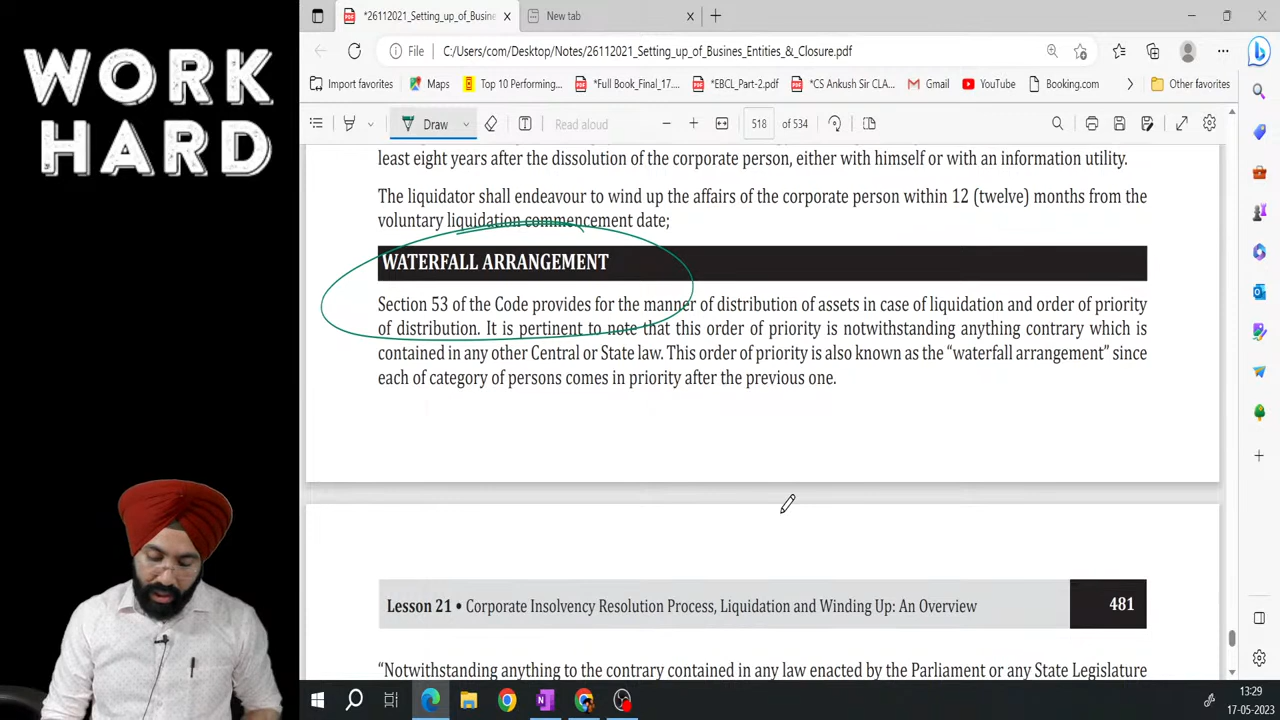 WORK
HARD
*26112021_Setting_up_of_Busine
New tab
File
C:/Users/com/Desktop/Notes/26112021_Setting_up_of_Busines_Entities_&_Closure.pdf
Import favorites
Maps
Top 10 Performing...
*Full Book_Final_17....
*EBCL_Part-2.pdf
*CS Ankush Sir CLA...
Gmail
YouTube
Booking.com
Other favorites
Draw
Read aloud
518
of 534
least eight years after the dissolution of the corporate person, either with himself or with an information utility.
The liquidator shall endeavour to wind up the affairs of the corporate person within 12 (twelve) months from the
voluntary liquidation commencement date;
WATERFALL ARRANGEMENT
Section 53 of the Code provides for the manner of distribution of assets in case of liquidation and order of priority
of distribution. It is pertinent to note that this order of priority is notwithstanding anything contrary which is
contained in any other Central or State law. This order of priority is also known as the “waterfall arrangement” since
each of category of persons comes in priority after the previous one.
Lesson 21 • Corporate Insolvency Resolution Process, Liquidation and Winding Up: An Overview
481
“Notwithstanding anything to the contrary contained in any law enacted by the Parliament or any State Legislature
13:29
17-05-2023